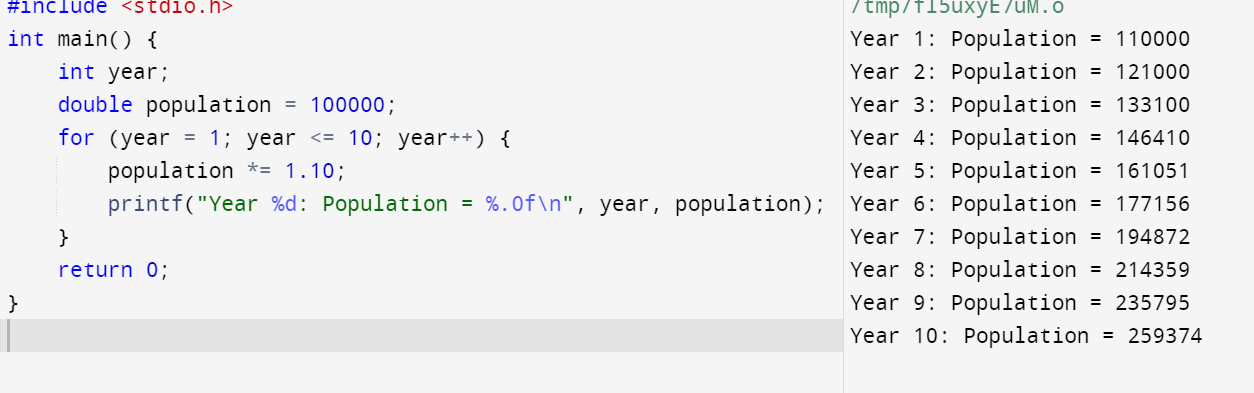 #include <stdio.h>
int main() {
    int year;
    double population = 100000;
    for (year = 1; year <= 10; year++) {
        population *= 1.10;
        printf("Year %d: Population = %.0f\n", year, population);
    }
    return 0;
}
Year 1: Population = 110000
Year 2: Population = 121000
Year 3: Population = 133100
Year 4: Population = 146410
Year 5: Population = 161051
Year 6: Population = 177156
Year 7: Population = 194872
Year 8: Population = 214359
Year 9: Population = 235795
Year 10: Population = 259374